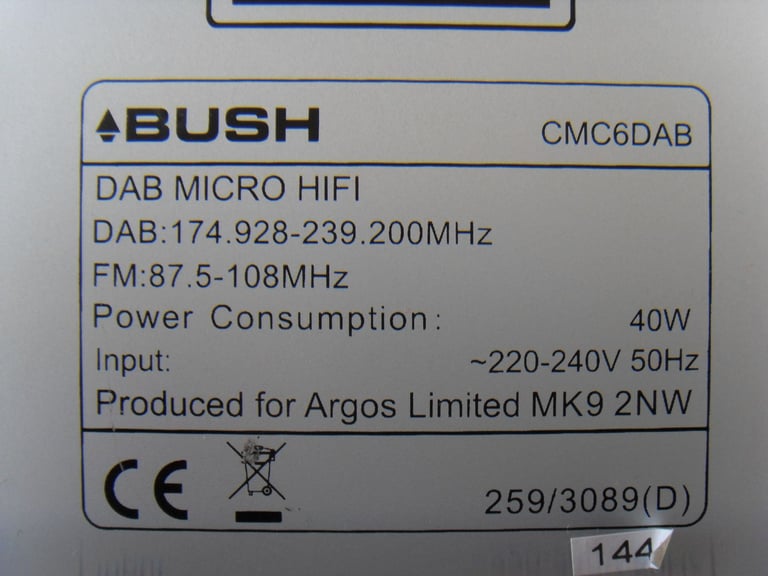 BUSH
CMC6DAB
DAB MICRO HIFI
DAB:174.928-239.200MHz
FM:87.5-108MHz
Power Consumption: 40W
Input: ~220-240V 50Hz
Produced for Argos Limited MK9 2NW
CE
259/3089(D)
144